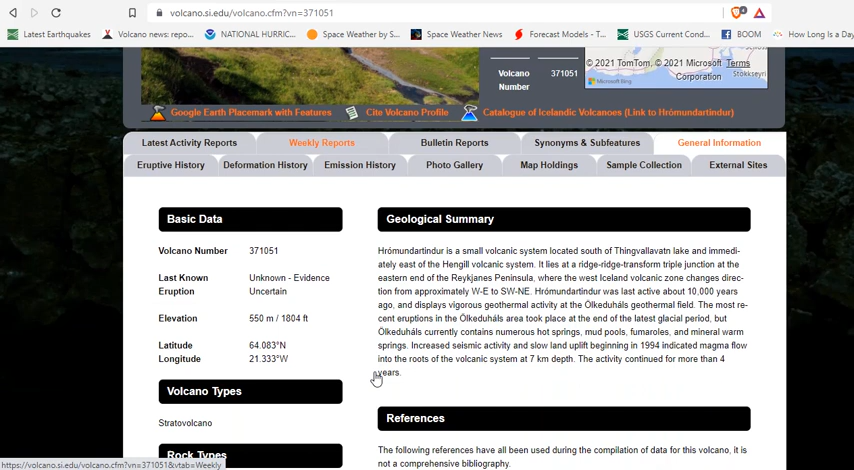 volcano.si.edu/volcano.cfm?vn=371051
4
Latest Earthquakes
Volcano news: repo...
NATIONAL HURRIC...
Space Weather by S...
Space Weather News
Forecast Models - T...
USGS Current Cond...
BOOM
How Long Is a Day
Volcano
Number
371051
© 2021 TomTom, © 2021 Microsoft
Corporation
Terms
Stokkseyri
Microsoft Bing
Google Earth Placemark with Features
Cite Volcano Profile
Catalogue of Icelandic Volcanoes (Link to Hrómundartindur)
Latest Activity Reports
Weekly Reports
Bulletin Reports
Synonyms & Subfeatures
General Information
Eruptive History
Deformation History
Emission History
Photo Gallery
Map Holdings
Sample Collection
External Sites
Basic Data
Volcano Number 371051
Last Known Unknown - Evidence
Eruption Uncertain
Elevation 550 m / 1804 ft
Latitude 64.083°N
Longitude 21.333°W
Volcano Types
Stratovolcano
Rock Types
Geological Summary
Hrómundartindur is a small volcanic system located south of Thingvallavatn lake and immedi-
ately east of the Hengill volcanic system. It lies at a ridge-ridge-transform triple junction at the
eastern end of the Reykjanes Peninsula, where the west Iceland volcanic zone changes direc-
tion from approximately W-E to SW-NE. Hrómundartindur was last active about 10,000 years
ago, and displays vigorous geothermal activity at the Ölkeduháls geothermal field. The most re-
cent eruptions in the Ölkeduháls area took place at the end of the latest glacial period, but
Ölkeduháls currently contains numerous hot springs, mud pools, fumaroles, and mineral warm
springs. Increased seismic activity and slow land uplift beginning in 1994 indicated magma flow
into the roots of the volcanic system at 7 km depth. The activity continued for more than 4
years.
References
The following references have all been used during the compilation of data for this volcano, it is
not a comprehensive bibliography.
https://volcano.si.edu/volcano.cfm?vn=371051&vtab=Weekly